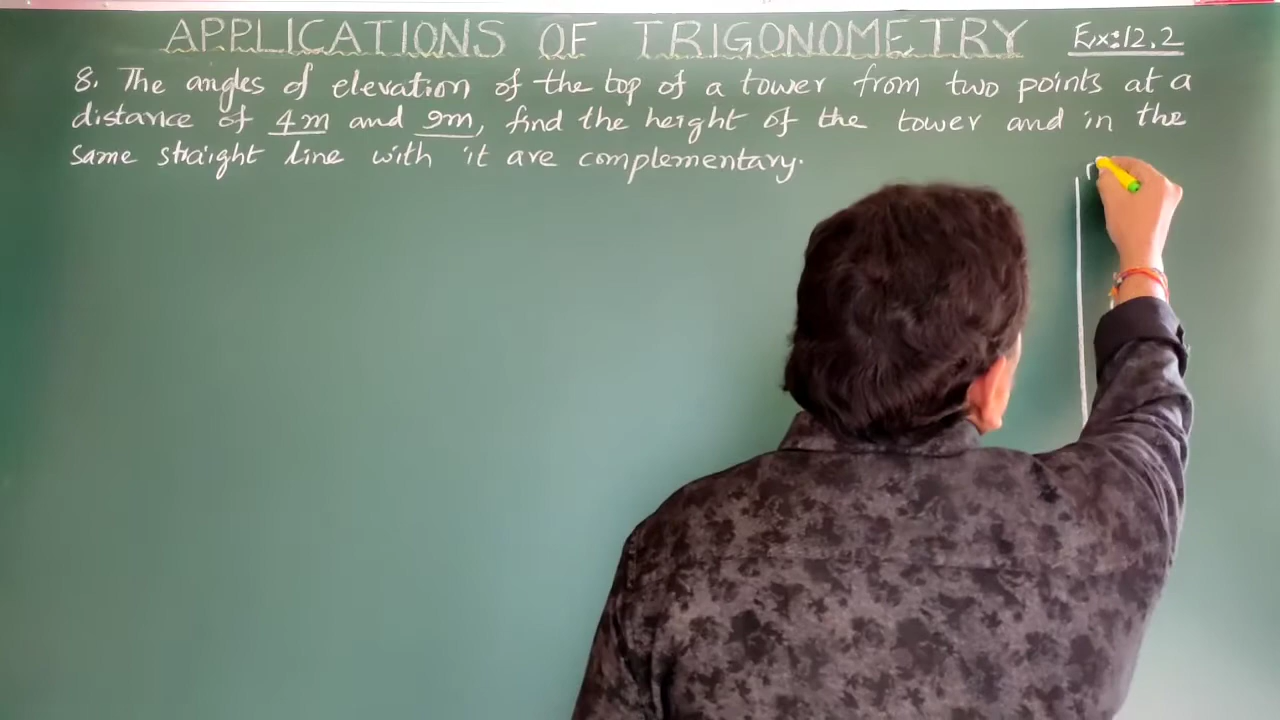 APPLICATIONS OF TRIGONOMETRY Ex:12.2
8. The angles of elevation of the top of a tower from two points at a
distance of 4m and 9m, find the height of the tower and in the
same straight line with it are complementary.